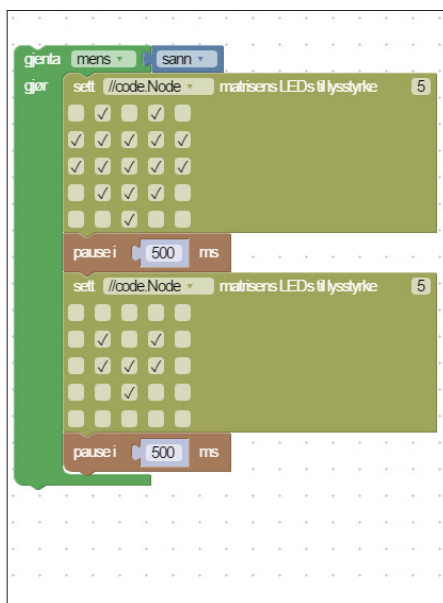 gjenta mens sann
gjør sett //code.Node matrisens LEDs til lysstyrke 5
pause i 500 ms
sett //code.Node matrisens LEDs til lysstyrke 5
pause i 500 ms